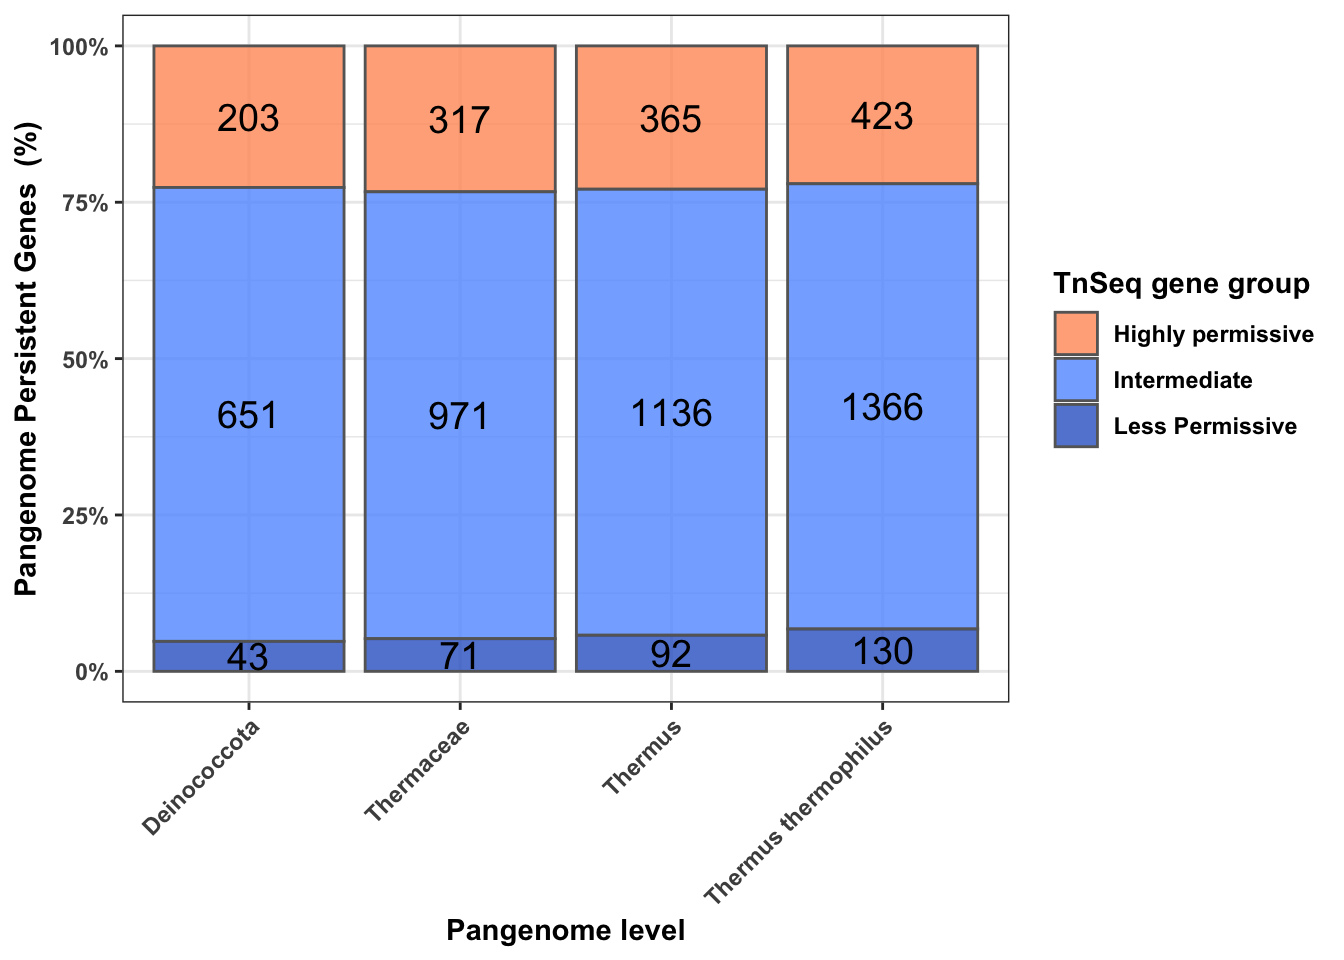 Pangenome Persistent Genes (%)
100%
75%
50%
25%
0%
203
317
365
423
651
971
1136
1366
43
71
92
130
TnSeq gene group
Highly permissive
Intermediate
Less Permissive
Deinococcota
Thermaceae
Thermus
Thermus thermophilus
Pangenome level